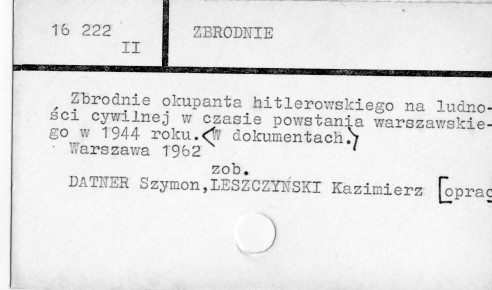 16 222
II
ZBRODNIE
Zbrodnie okupanta hitlerowskiego na ludno-
ści cywilnej w czasie powstania warszawskie-
go w 1944 roku.<W dokumentach.>
Warszawa 1962
zob.
DATNER Szymon,LESZCZYŃSKI Kazimierz [oprac